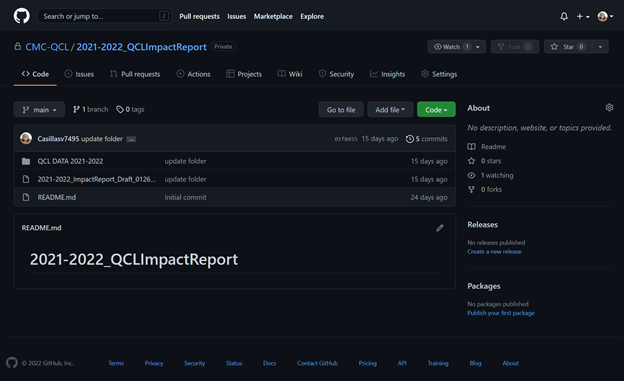 Search or jump to... / Pull requests Issues Marketplace Explore
CMC-QCL / 2021-2022_QCLImpactReport Private
Watch 1 Fork 0 Star 0
Code Issues Pull requests Actions Projects Wiki Security Insights Settings
main 1 branch 0 tags Go to file Add file Code
Casillasv7495 update folder ... 01f0455 15 days ago 5 commits
QCL DATA 2021-2022 update folder 15 days ago
2021-2022_ImpactReport_Draft_0126... update folder 15 days ago
README.md Initial commit 24 days ago
README.md
2021-2022_QCLImpactReport
About
No description, website, or topics provided.
Readme
0 stars
1 watching
0 forks
Releases
No releases published
Create a new release
Packages
No packages published
Publish your first package
© 2022 GitHub, Inc. Terms Privacy Security Status Docs Contact GitHub Pricing API Training Blog About